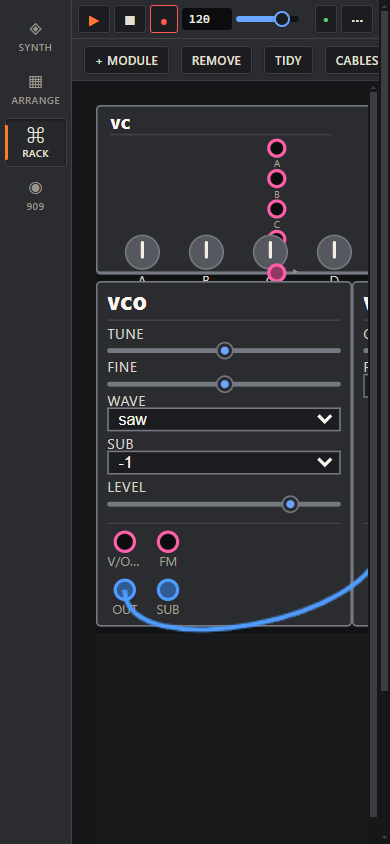 120
...
SYNTH
+ MODULE REMOVE TIDY CABLES
ARRANGE
RACK
909
vc
A
B
C
A B D
vco
TUNE
FINE
WAVE
saw
SUB
-1
LEVEL
V/O... FM
OUT SUB